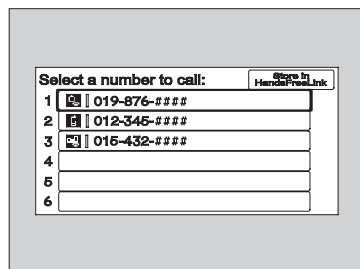 Select a number to call:
Store in
HandsFreeLink
1 019-876-####
2 012-345-####
3 015-432-####
4
5
6